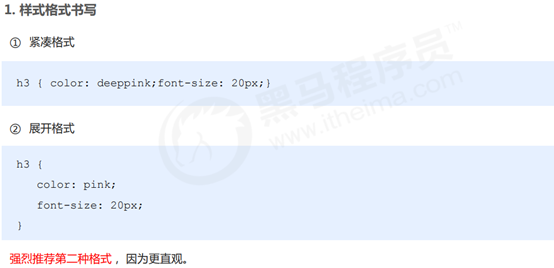 1. 样式格式书写
① 紧凑格式
h3 { color: deeppink;font-size: 20px;}
② 展开格式
h3 {
color: pink;
font-size: 20px;
}
强烈推荐第二种格式，因为更直观。
黑马程序员™
www.itheima.com